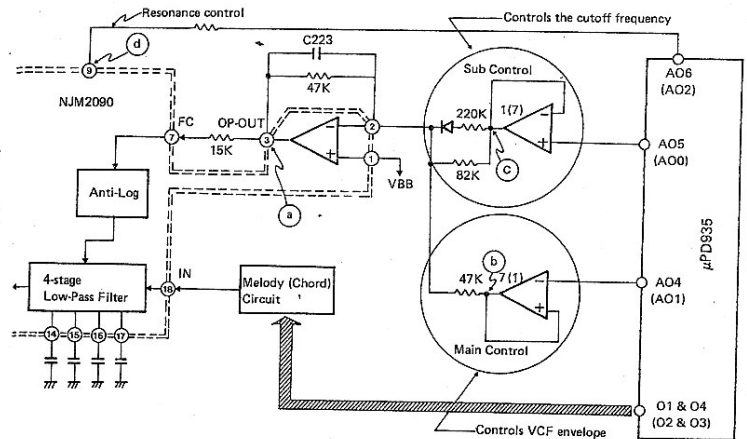 Resonance control
C223
47K
d
9
NJM2090
FC
OP-OUT
7
15K
3
2
1
VBB
a
Anti-Log
4-stage
Low-Pass Filter
IN
18
Melody (Chord)
Circuit
14
15
16
17
Controls the cutoff frequency
Sub Control
220K
1(7)
82K
C
b
47K
7(1)
Main Control
Controls VCF envelope
AO6
(AO2)
AO5
(AO0)
AO4
(AO1)
μPD935
O1 & O4
(O2 & O3)